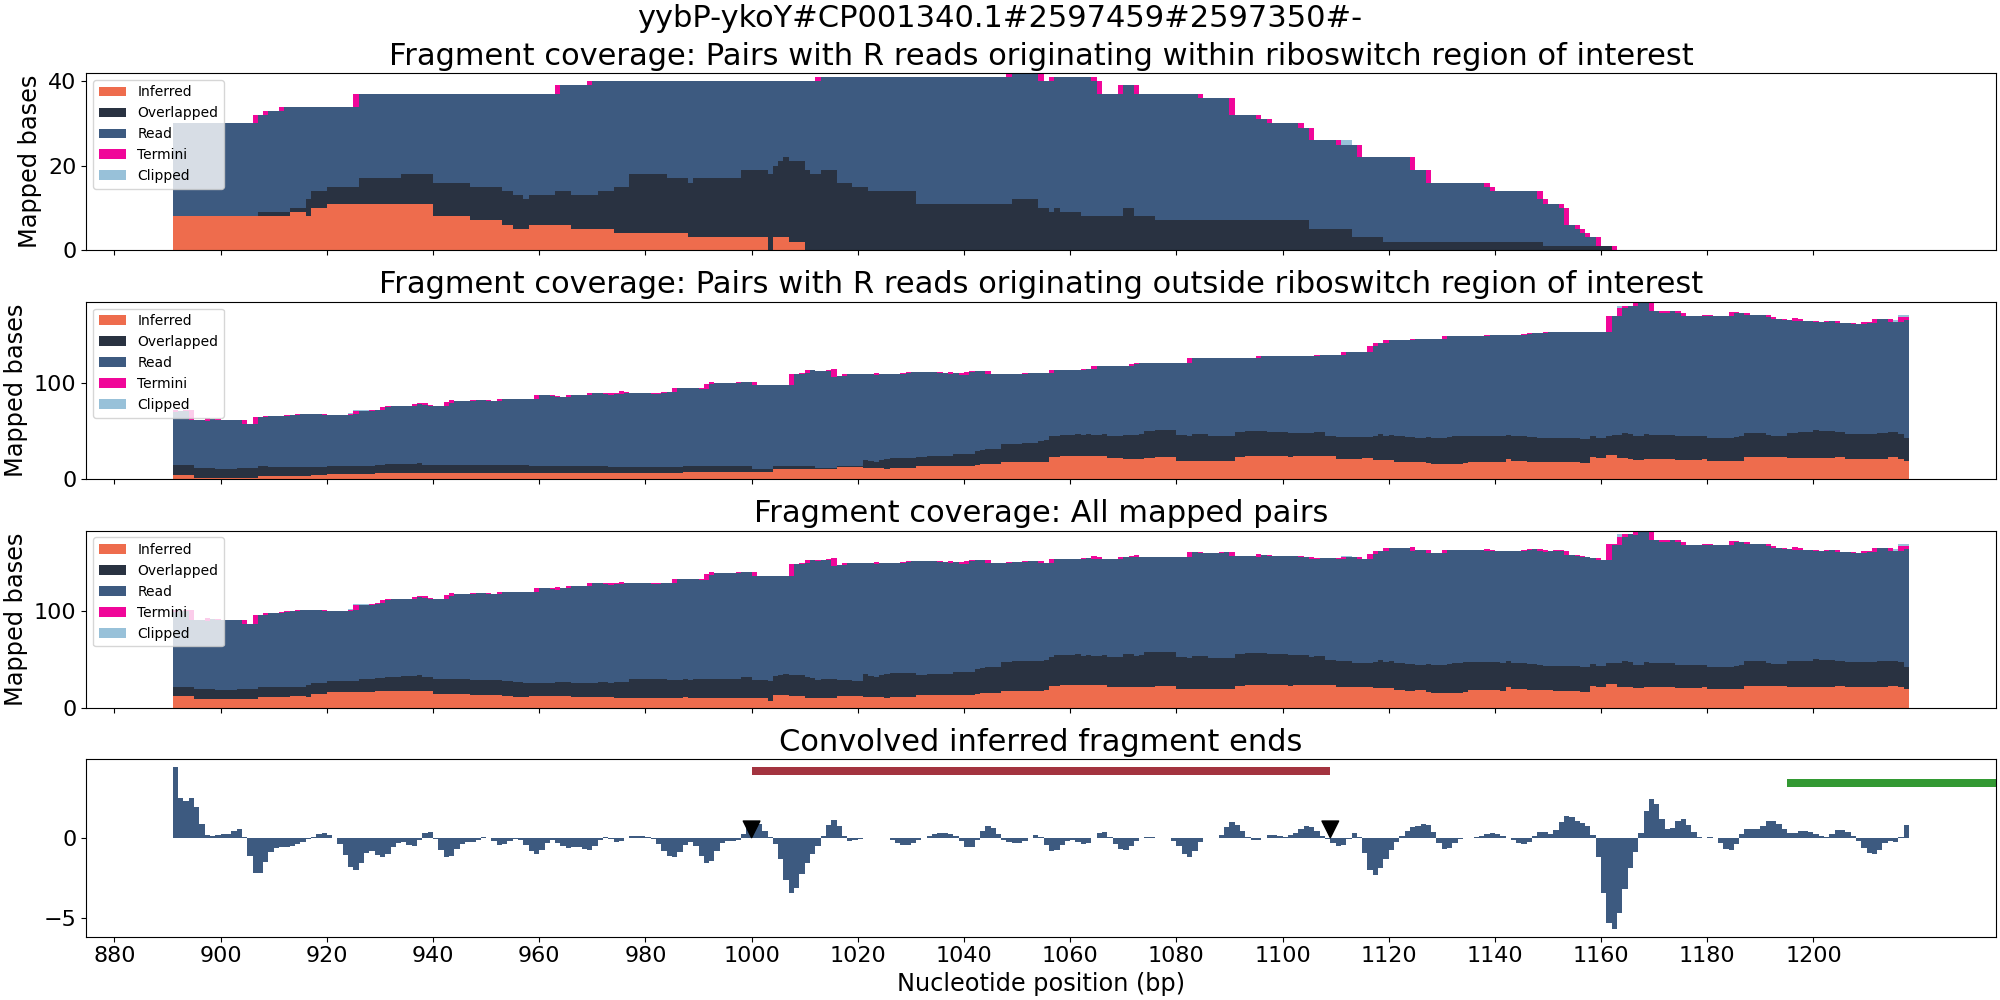 yybP-ykoY#CP001340.1#2597459#2597350#-
Fragment coverage: Pairs with R reads originating within riboswitch region of interest
Mapped bases
40
20
0
Inferred
Overlapped
Read
Termini
Clipped
Fragment coverage: Pairs with R reads originating outside riboswitch region of interest
Mapped bases
100
0
Inferred
Overlapped
Read
Termini
Clipped
Fragment coverage: All mapped pairs
Mapped bases
100
0
Inferred
Overlapped
Read
Termini
Clipped
Convolved inferred fragment ends
0
−5
880 900 920 940 960 980 1000 1020 1040 1060 1080 1100 1120 1140 1160 1180 1200
Nucleotide position (bp)